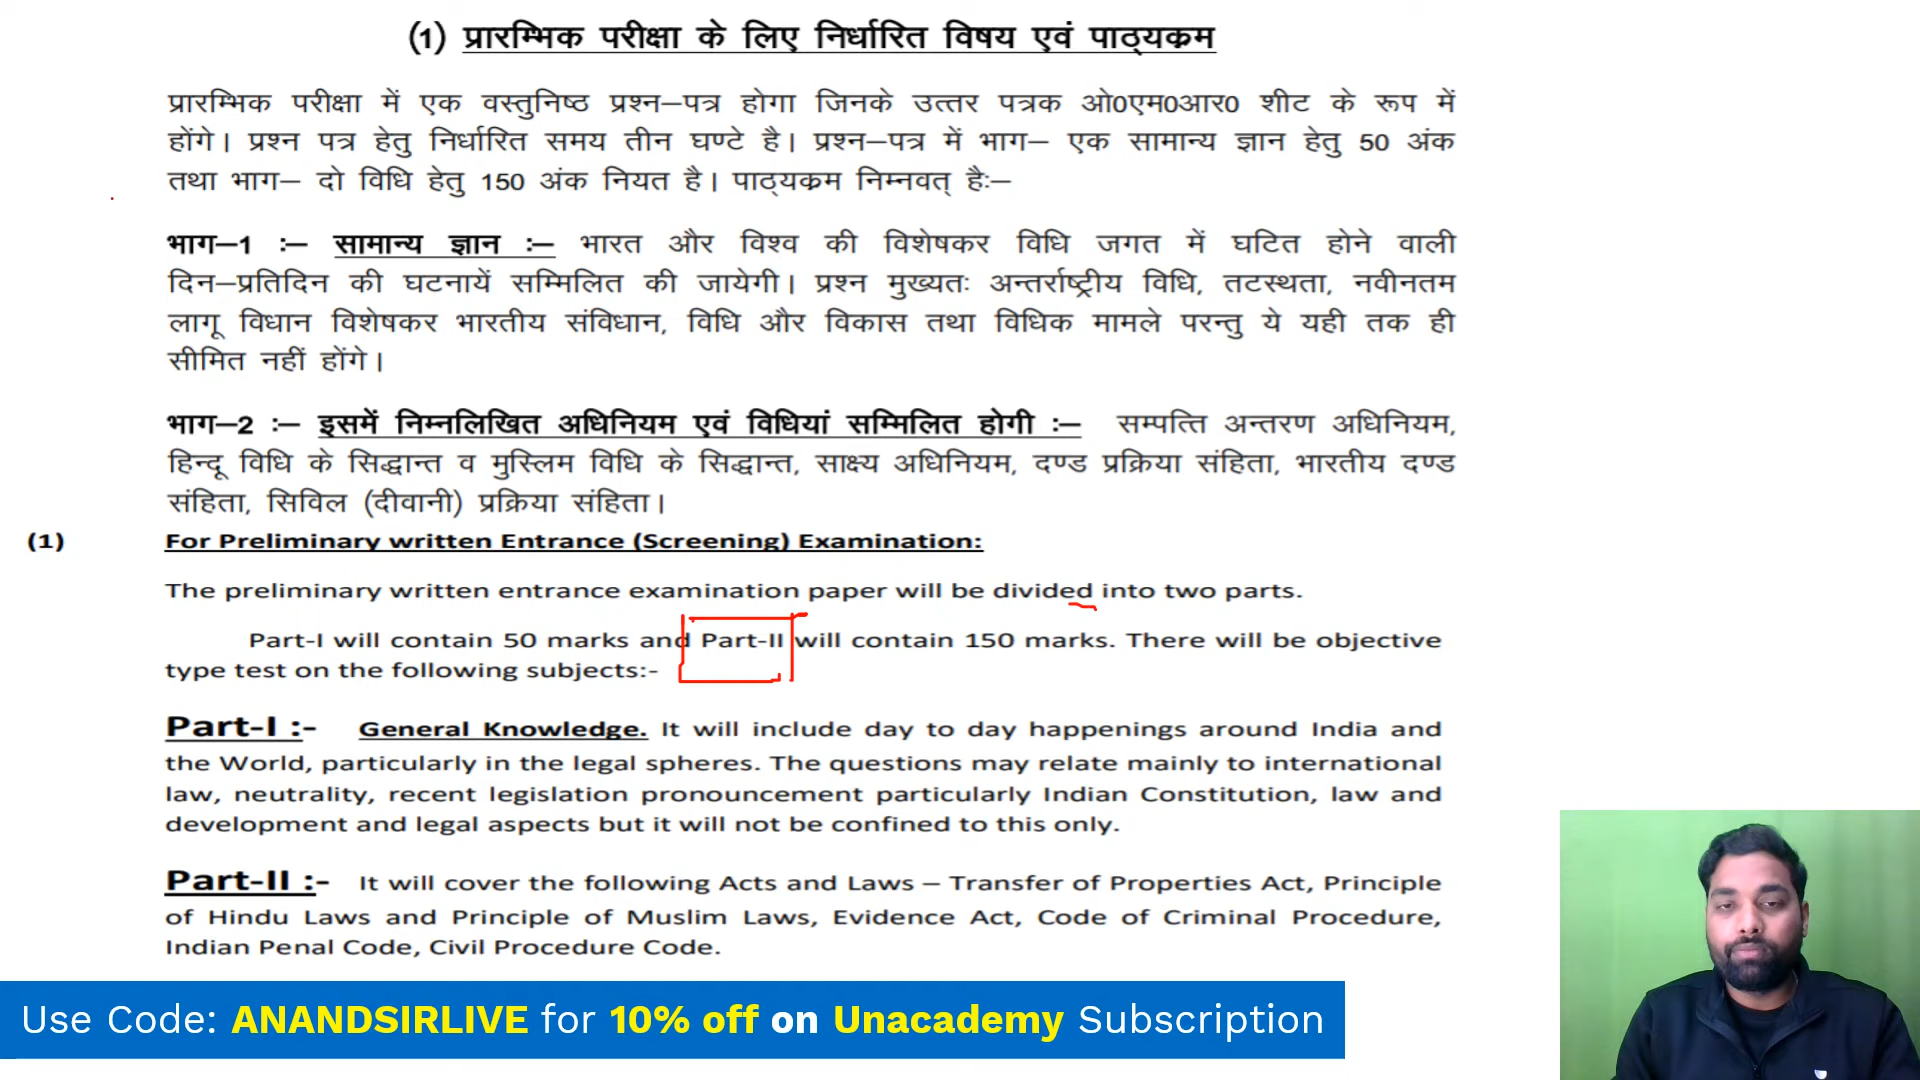 (1) प्रारम्भिक परीक्षा के लिए निर्धारित विषय एवं पाठ्यक्रम
प्रारम्भिक परीक्षा में एक वस्तुनिष्ठ प्रश्न–पत्र होगा जिनके उत्तर पत्रक ओ0एम0आर0 शीट के रूप में
होंगे। प्रश्न पत्र हेतु निर्धारित समय तीन घण्टे है। प्रश्न–पत्र में भाग– एक सामान्य ज्ञान हेतु 50 अंक
तथा भाग– दो विधि हेतु 150 अंक नियत है। पाठ्यक्रम निम्नवत् हैः–
भाग–1 :– सामान्य ज्ञान :– भारत और विश्व की विशेषकर विधि जगत में घटित होने वाली
दिन–प्रतिदिन की घटनायें सम्मिलित की जायेगी। प्रश्न मुख्यतः अन्तर्राष्ट्रीय विधि, तटस्थता, नवीनतम
लागू विधान विशेषकर भारतीय संविधान, विधि और विकास तथा विधिक मामले परन्तु ये यही तक ही
सीमित नहीं होंगे।
भाग–2 :– इसमें निम्नलिखित अधिनियम एवं विधियां सम्मिलित होगी :– सम्पत्ति अन्तरण अधिनियम,
हिन्दू विधि के सिद्धान्त व मुस्लिम विधि के सिद्धान्त, साक्ष्य अधिनियम, दण्ड प्रक्रिया संहिता, भारतीय दण्ड
संहिता, सिविल (दीवानी) प्रक्रिया संहिता।
(1) For Preliminary written Entrance (Screening) Examination:
The preliminary written entrance examination paper will be divided into two parts.
Part-I will contain 50 marks and Part-II will contain 150 marks. There will be objective
type test on the following subjects:-
Part-I :- General Knowledge. It will include day to day happenings around India and
the World, particularly in the legal spheres. The questions may relate mainly to international
law, neutrality, recent legislation pronouncement particularly Indian Constitution, law and
development and legal aspects but it will not be confined to this only.
Part-II :- It will cover the following Acts and Laws – Transfer of Properties Act, Principle
of Hindu Laws and Principle of Muslim Laws, Evidence Act, Code of Criminal Procedure,
Indian Penal Code, Civil Procedure Code.
Use Code: ANANDSIRLIVE for 10% off on Unacademy Subscription